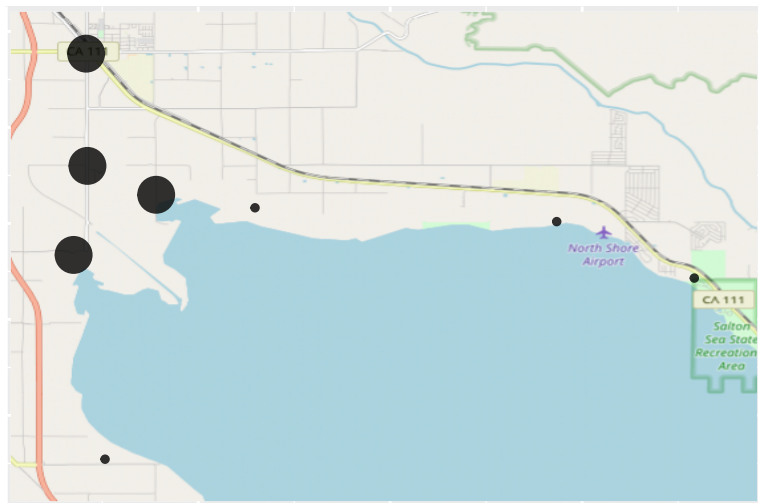 CA 111
North Shore
Airport
CA 111
Salton
Sea State
Recreation
Area